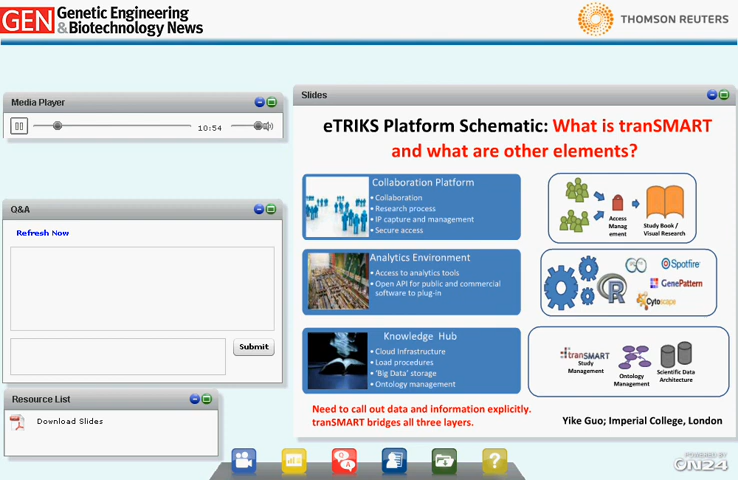 GEN Genetic Engineering
& Biotechnology News
THOMSON REUTERS
Media Player
10:54
Q&A
Refresh Now
Submit
Resource List
Download Slides
Slides
eTRIKS Platform Schematic: What is tranSMART
and what are other elements?
Collaboration Platform
• Collaboration
• Research process
• IP capture and management
• Secure access
Access
Manag
ement
Study Book /
Visual Research
Analytics Environment
• Access to analytics tools
• Open API for public and commercial
software to plug-in
R
Spotfire
GenePattern
Cytoscape
Knowledge Hub
• Cloud Infrastructure
• Load procedures
• 'Big Data' storage
• Ontology management
tranSMART
Study
Management
Ontology
Management
Scientific Data
Architecture
Need to call out data and information explicitly.
tranSMART bridges all three layers.
Yike Guo; Imperial College, London
Q
A
?
POWERED BY
ON24